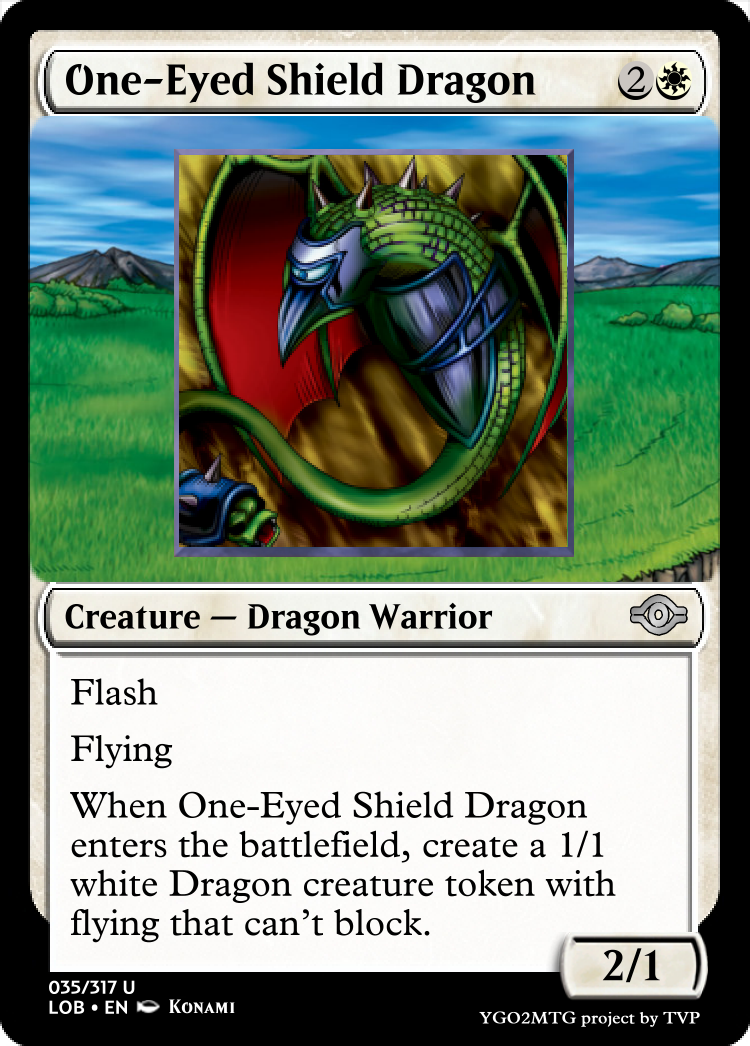 One-Eyed Shield Dragon 2
Creature — Dragon Warrior
Flash
Flying
When One-Eyed Shield Dragon
enters the battlefield, create a 1/1
white Dragon creature token with
flying that can't block.
2/1
035/317 U
LOB • EN Konami
YGO2MTG project by TVP